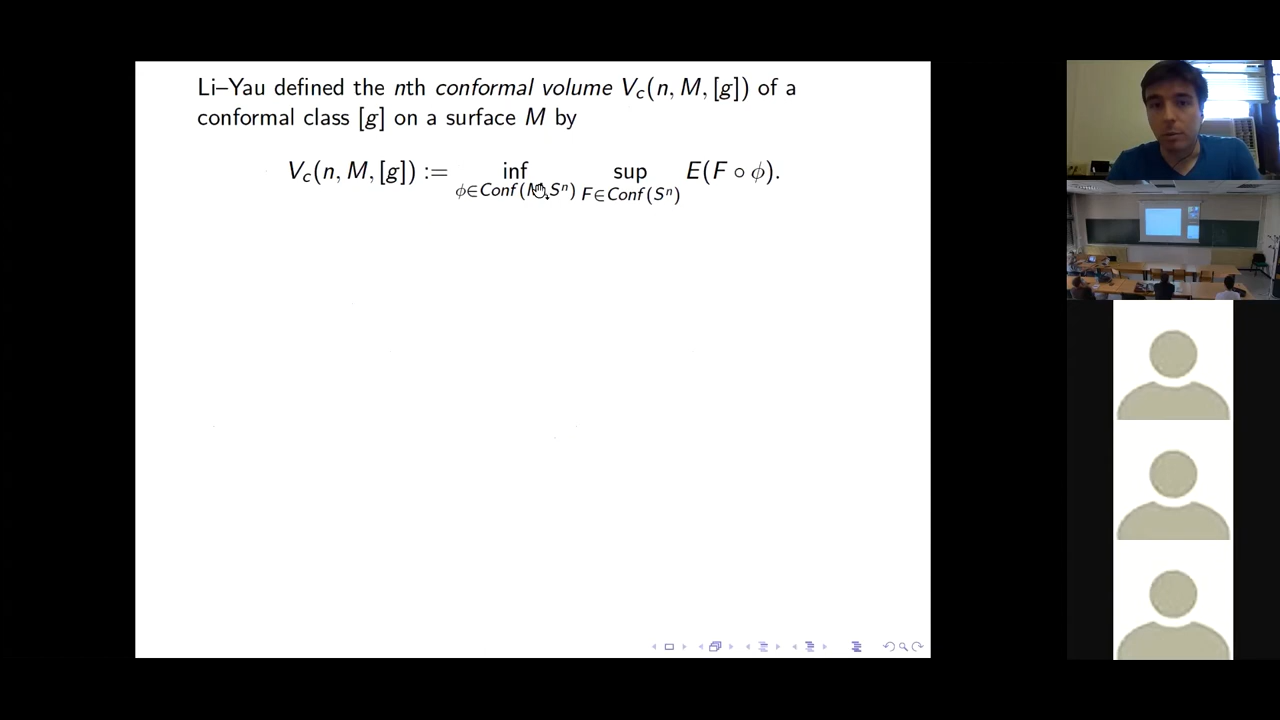 Li–Yau defined the nth conformal volume V_c(n, M, [g]) of a
conformal class [g] on a surface M by
V_c(n, M, [g]) := inf_{ϕ∈Conf(M,S^n)} sup_{F∈Conf(S^n)} E(F ∘ ϕ).